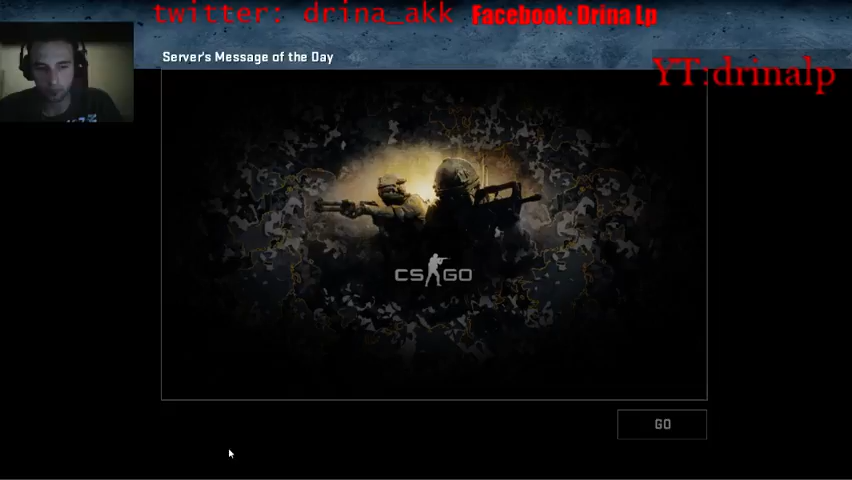 twitter: drina_akk Facebook: Drina Lp
Server's Message of the Day
YT:drinalp
CS GO
GO